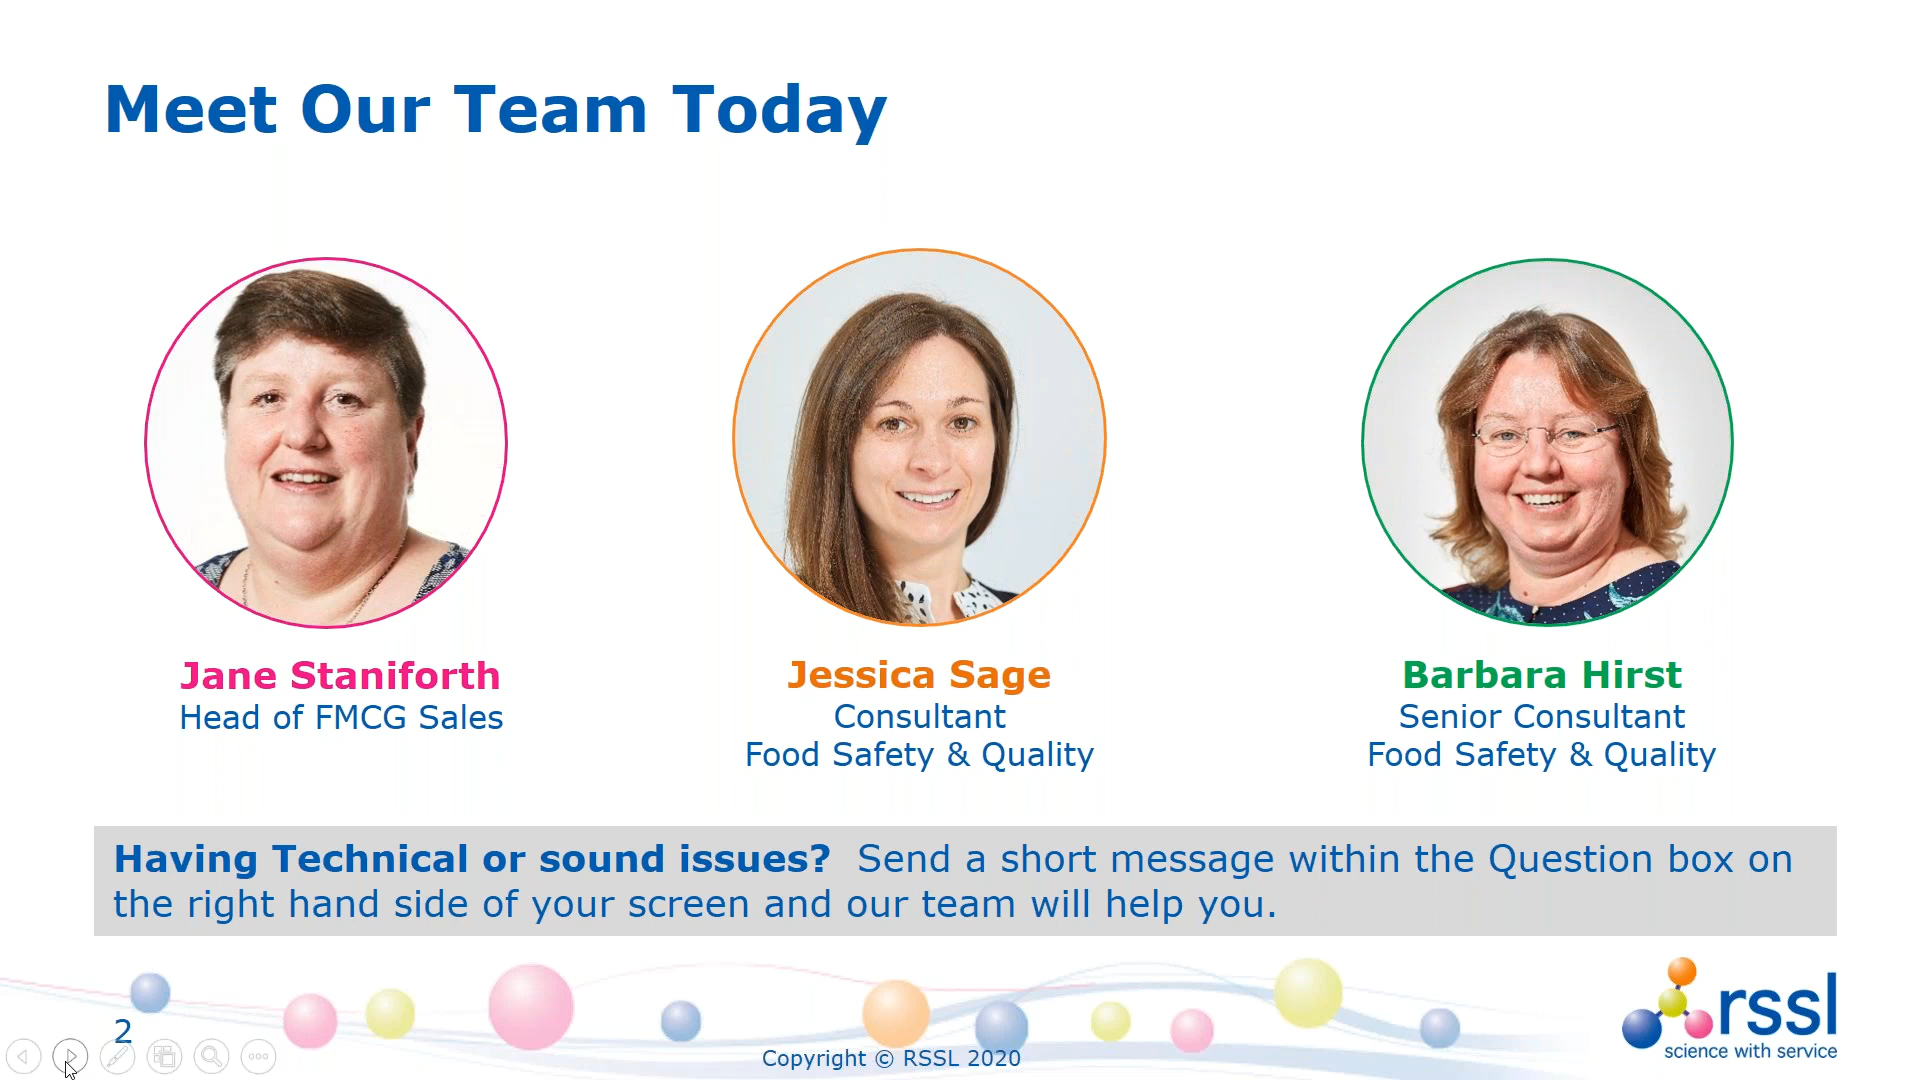 Meet Our Team Today
Jane Staniforth
Head of FMCG Sales
Jessica Sage
Consultant
Food Safety & Quality
Barbara Hirst
Senior Consultant
Food Safety & Quality
Having Technical or sound issues? Send a short message within the Question box on
the right hand side of your screen and our team will help you.
2
Copyright © RSSL 2020
rssl
science with service